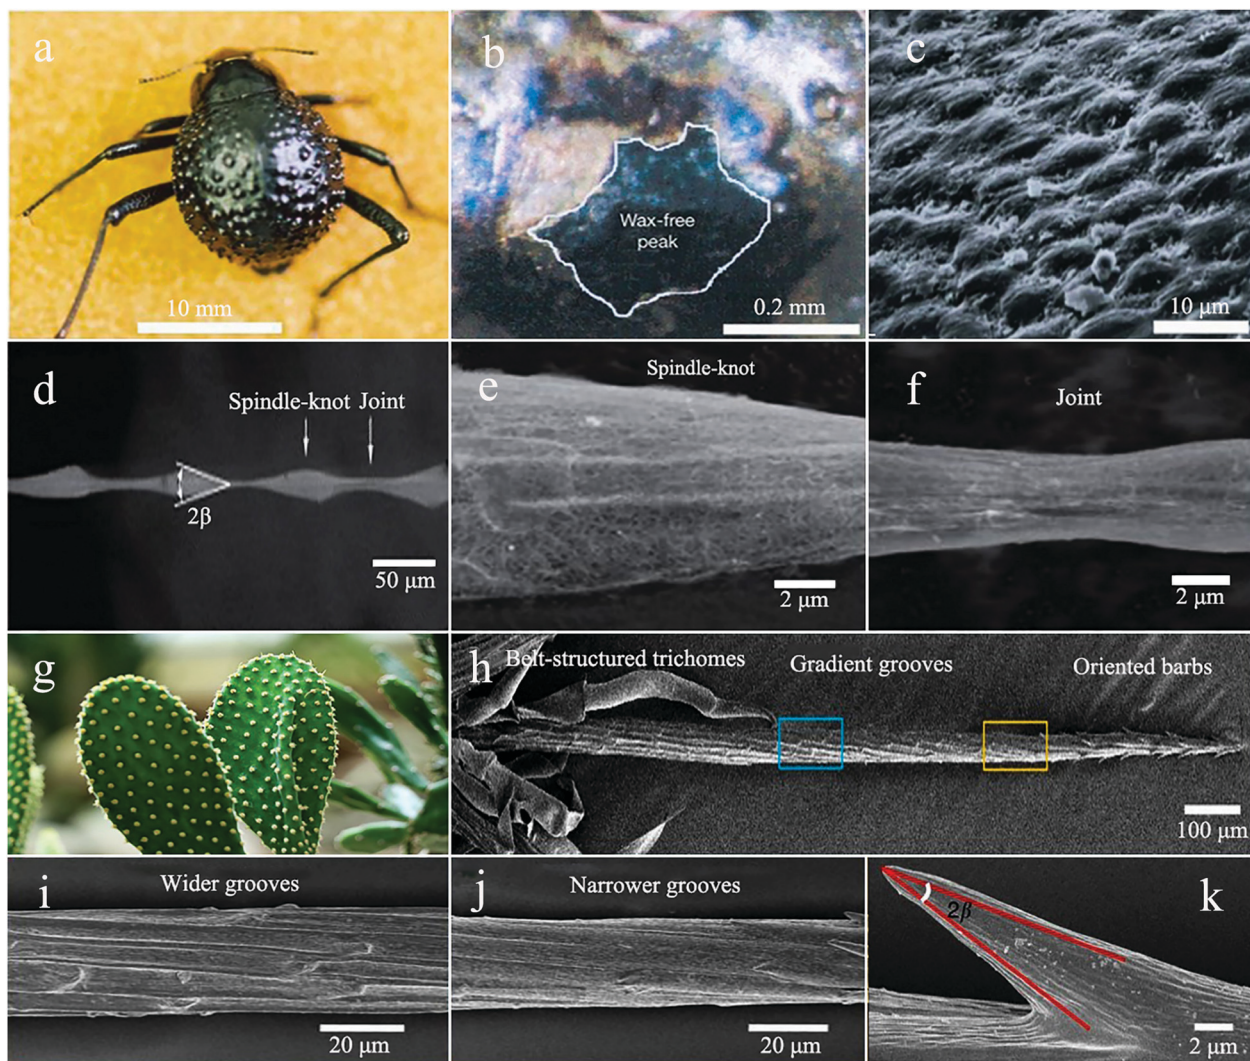 a
b
Wax-free
peak
c
10 mm
0.2 mm
10 μm
d
Spindle-knot Joint
2β
50 μm
e
Spindle-knot
2 μm
f
Joint
2 μm
g
h
Belt-structured trichomes
Gradient grooves
Oriented barbs
100 μm
i
Wider grooves
20 μm
j
Narrower grooves
20 μm
k
2β
2 μm